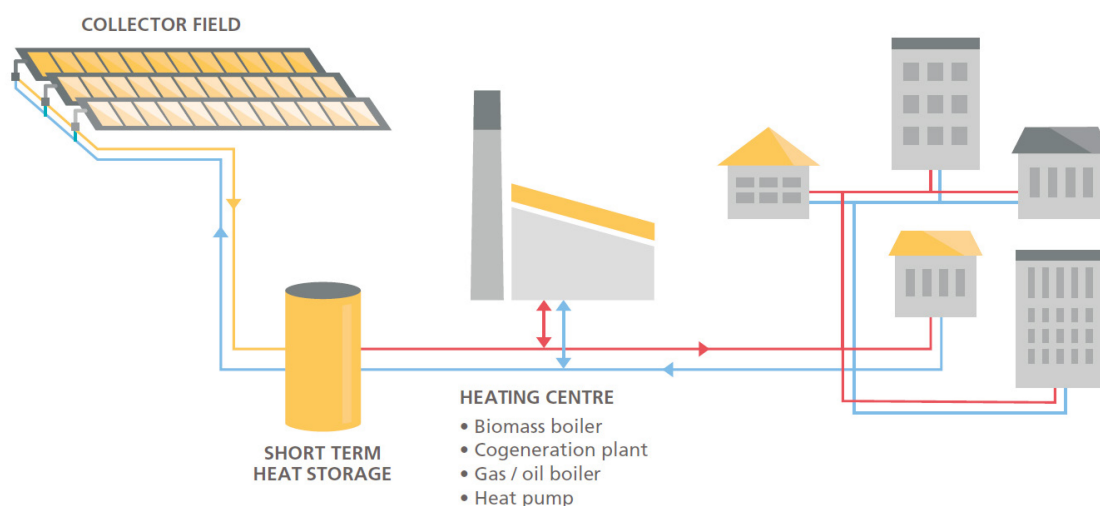 COLLECTOR FIELD
SHORT TERM
HEAT STORAGE
HEATING CENTRE
• Biomass boiler
• Cogeneration plant
• Gas / oil boiler
• Heat pump